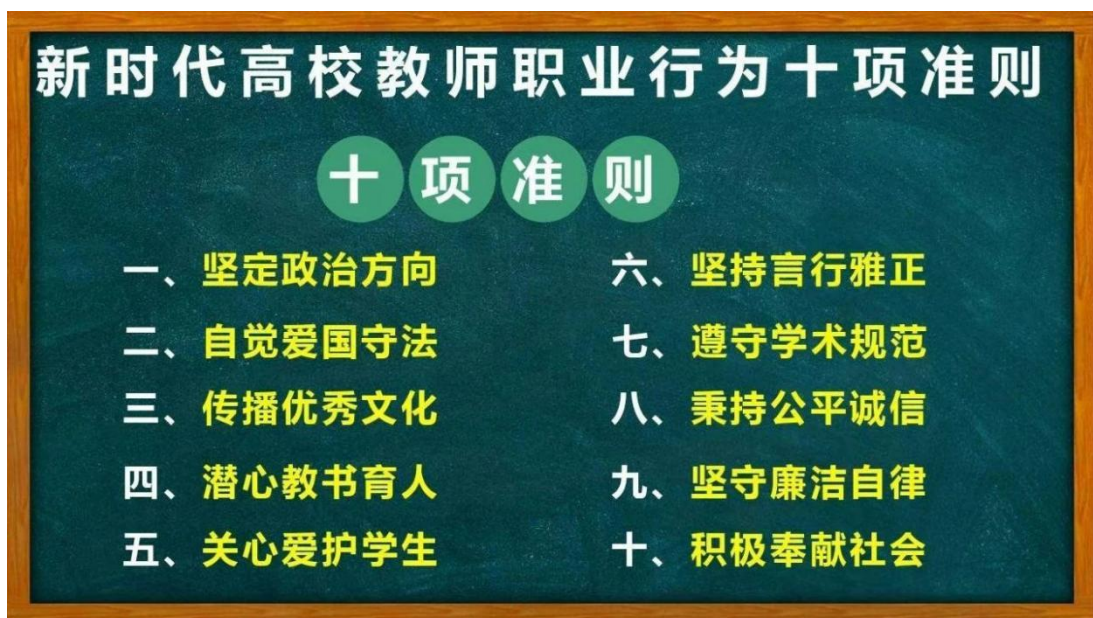 新时代高校教师职业行为十项准则
十项准则
一、坚定政治方向
二、自觉爱国守法
三、传播优秀文化
四、潜心教书育人
五、关心爱护学生
六、坚持言行雅正
七、遵守学术规范
八、秉持公平诚信
九、坚守廉洁自律
十、积极奉献社会